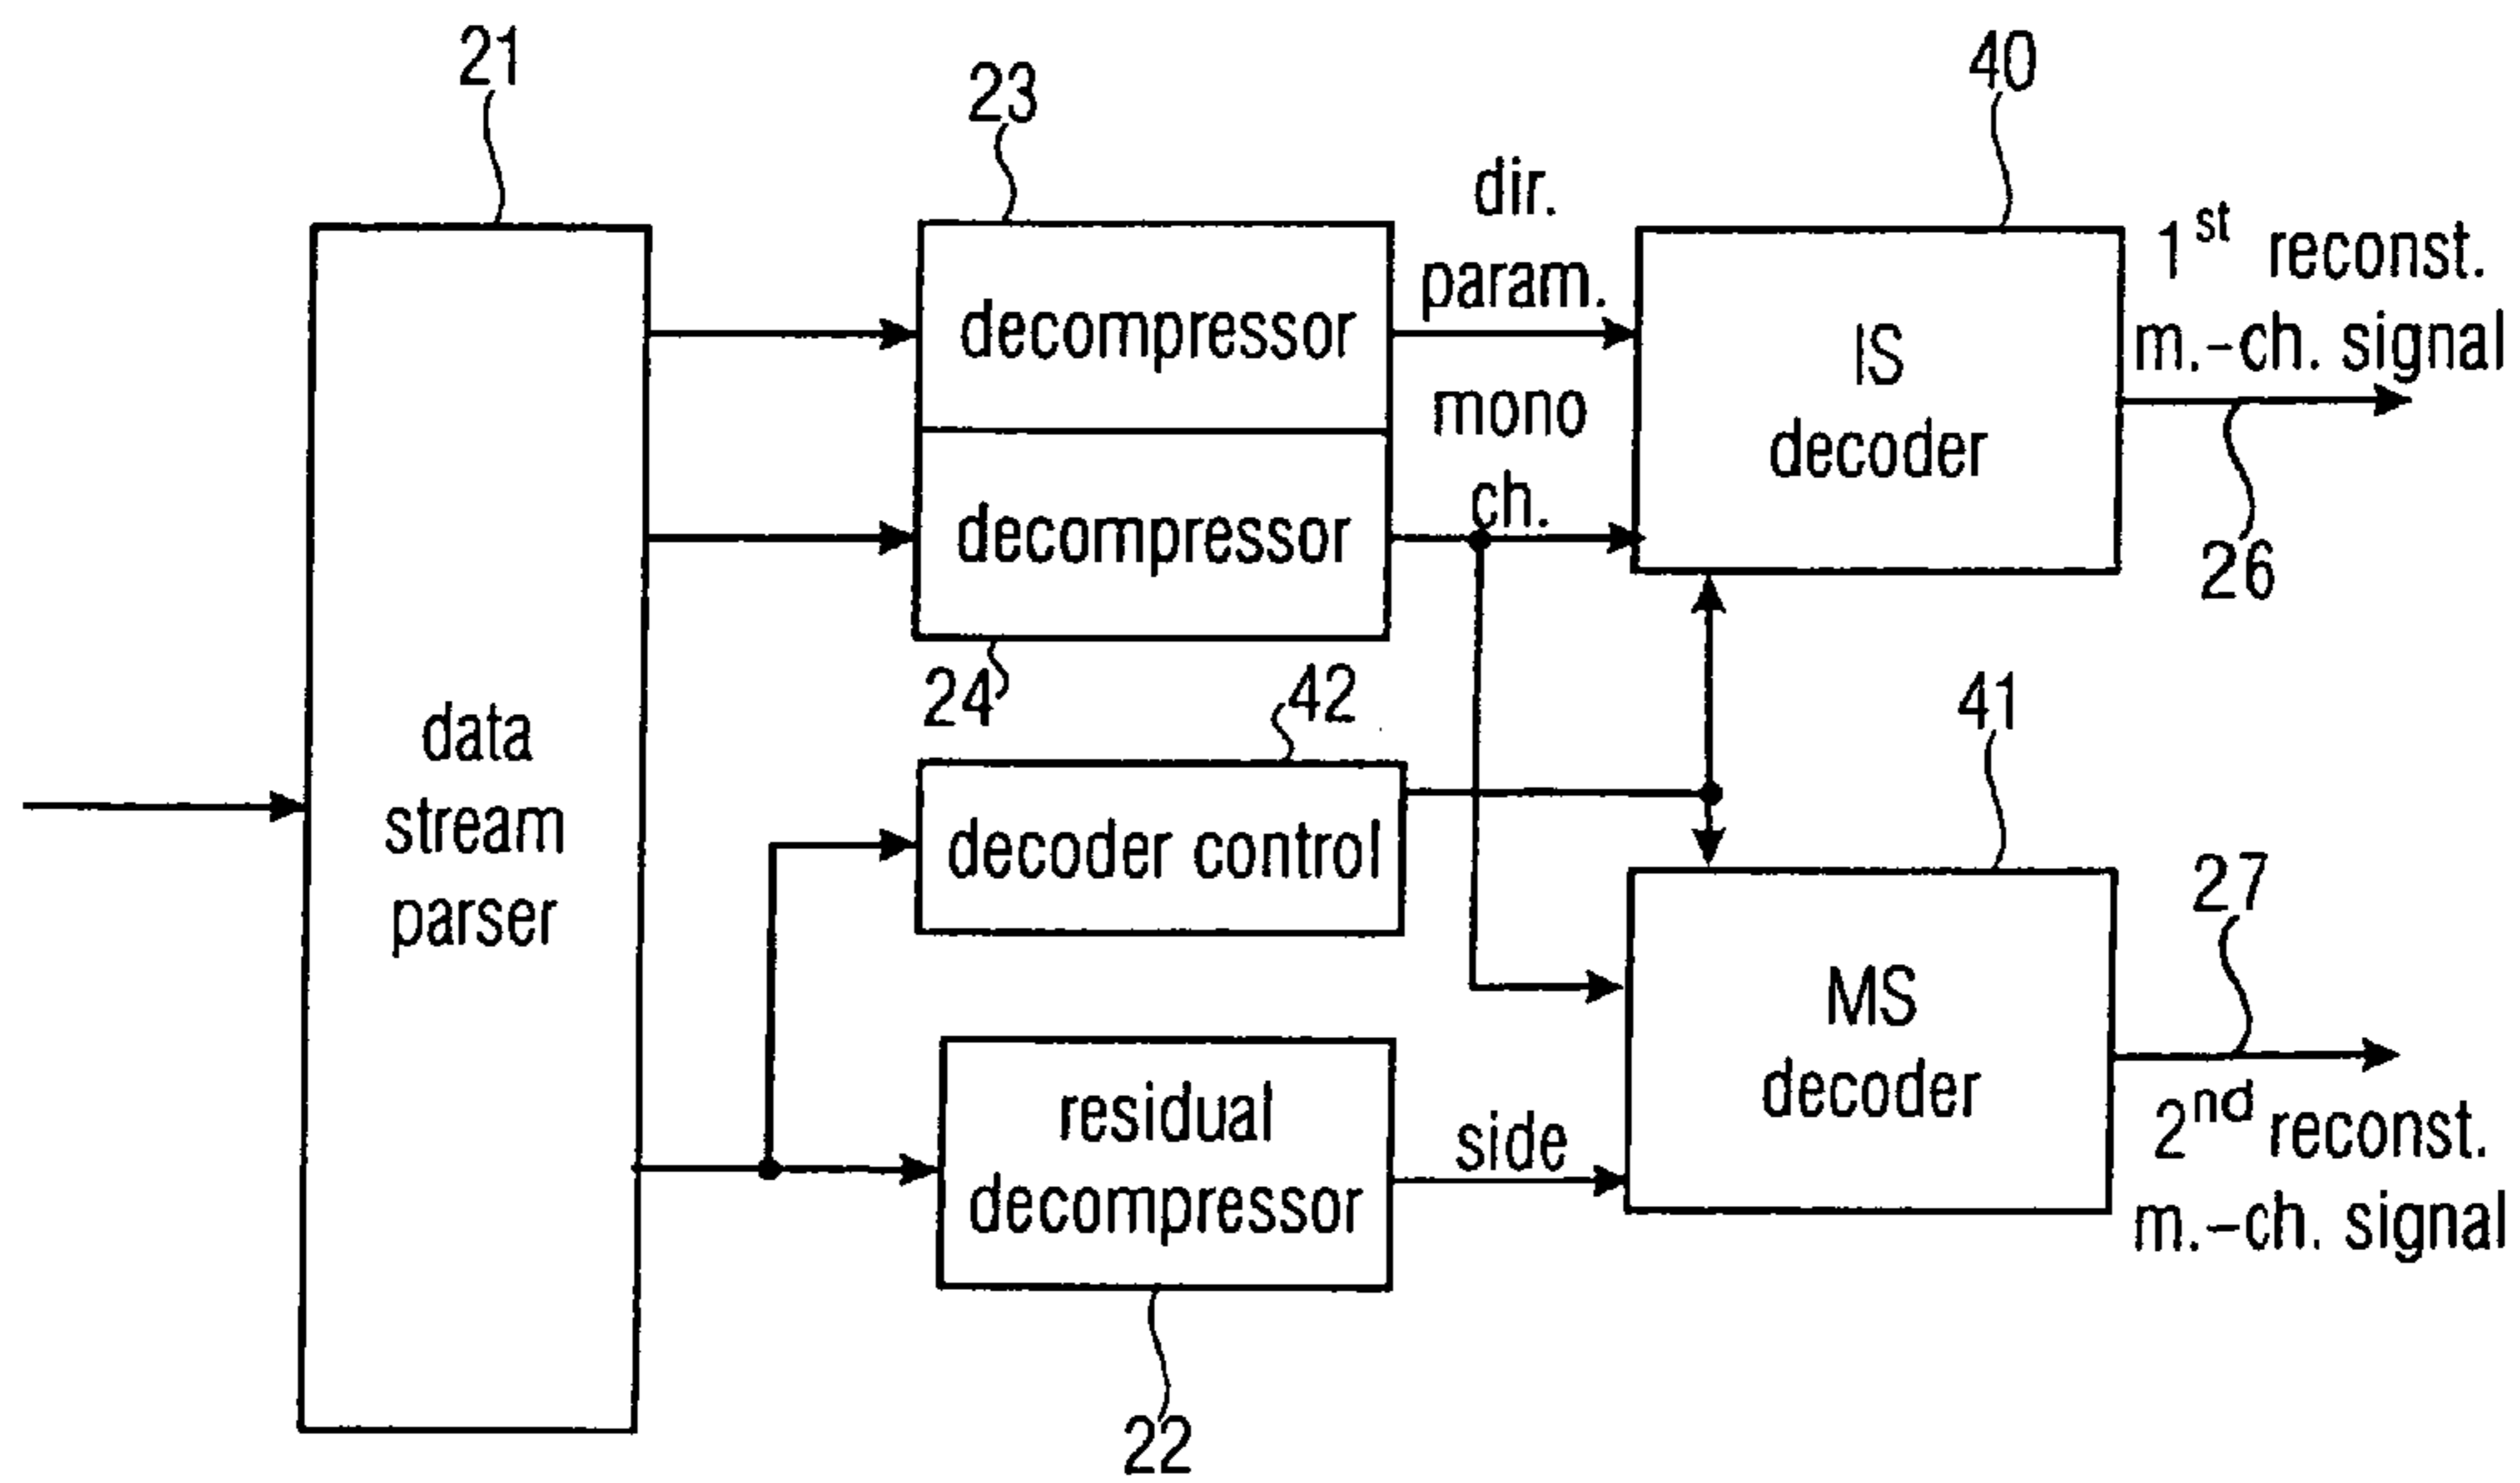 21
23
40
dir.
param.
1st reconst.
m.-ch. signal
decompressor
IS
decoder
mono
ch.
decompressor
26
24
42
41
data
stream
parser
decoder control
27
MS
decoder
residual
decompressor
side
2nd reconst.
m.-ch. signal
22